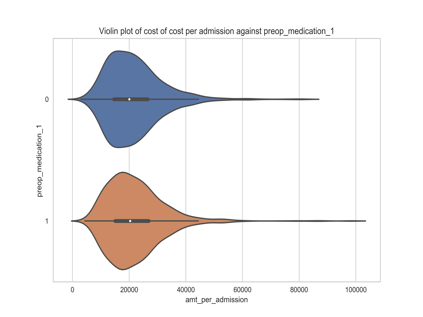 Violin plot of cost of cost per admission against preop_medication_1
preop_medication_1
0
1
0 20000 40000 60000 80000 100000
amt_per_admission